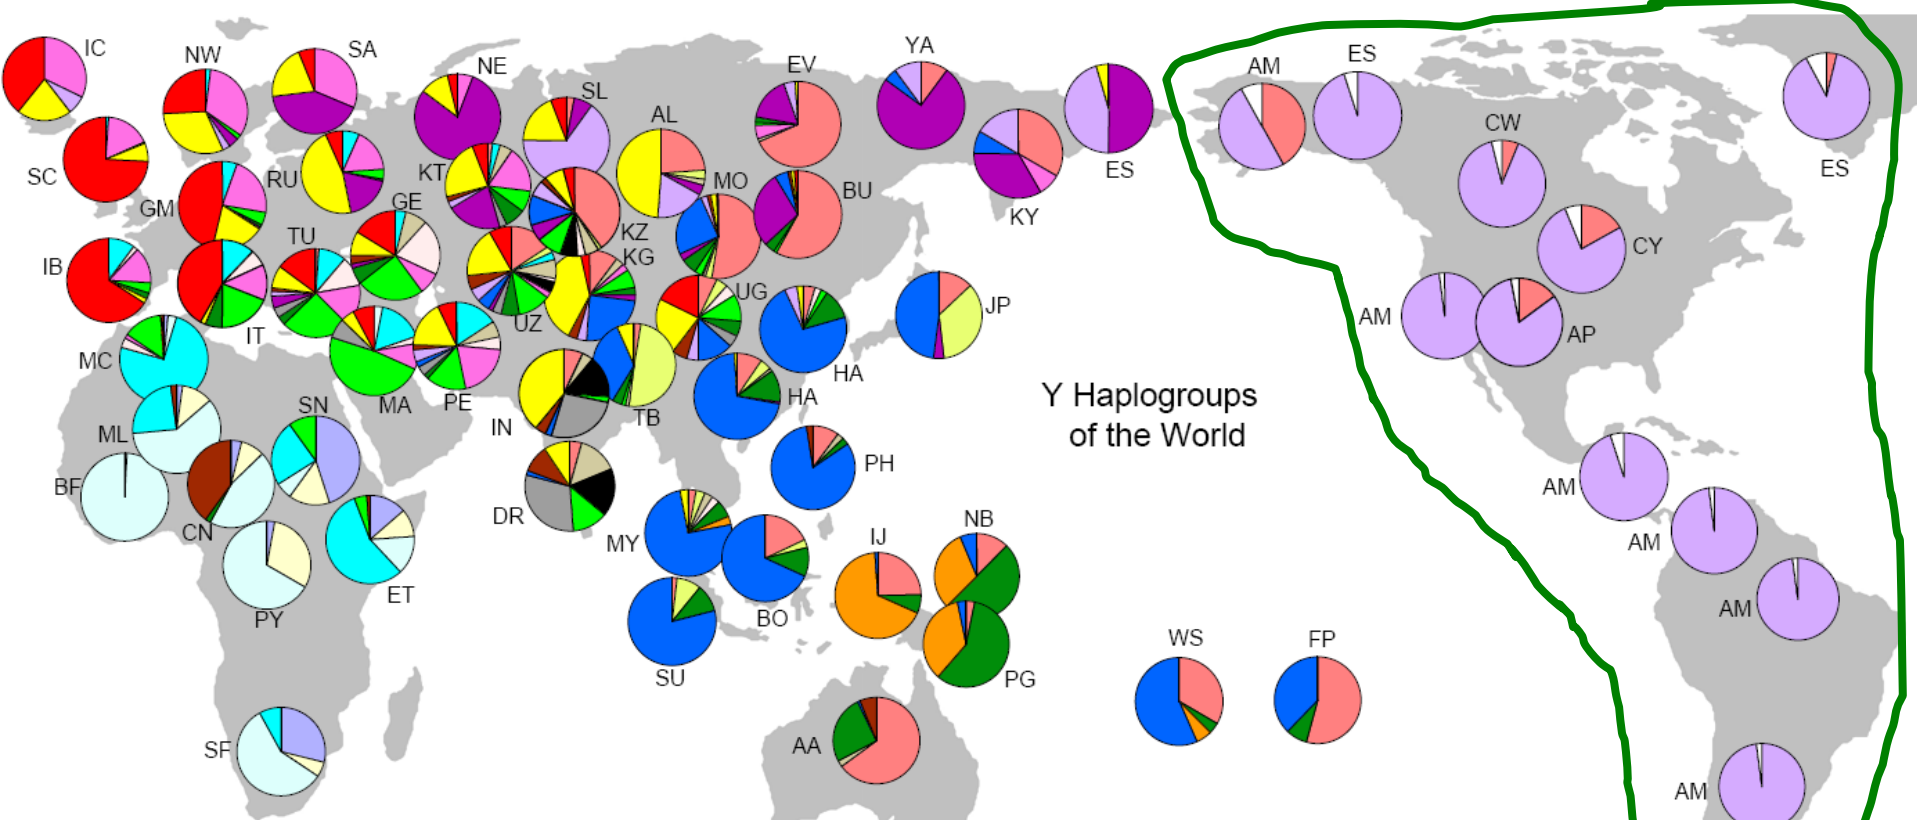 IC
NW
SA
NE
SL
AL
EV
YA
ES
AM
ES
CW
ES
SC
RU
KT
MO
BU
KY
GM
GE
KZ
CY
IB
TU
KG
UG
JP
AM
AP
IT
UZ
HA
MC
MA
PE
TB
HA
IN
Y Haplogroups
of the World
ML
SN
BF
CN
DR
PH
AM
MY
NB
IJ
AM
ET
PY
BO
AM
SU
PG
WS
FP
SF
AA
AM